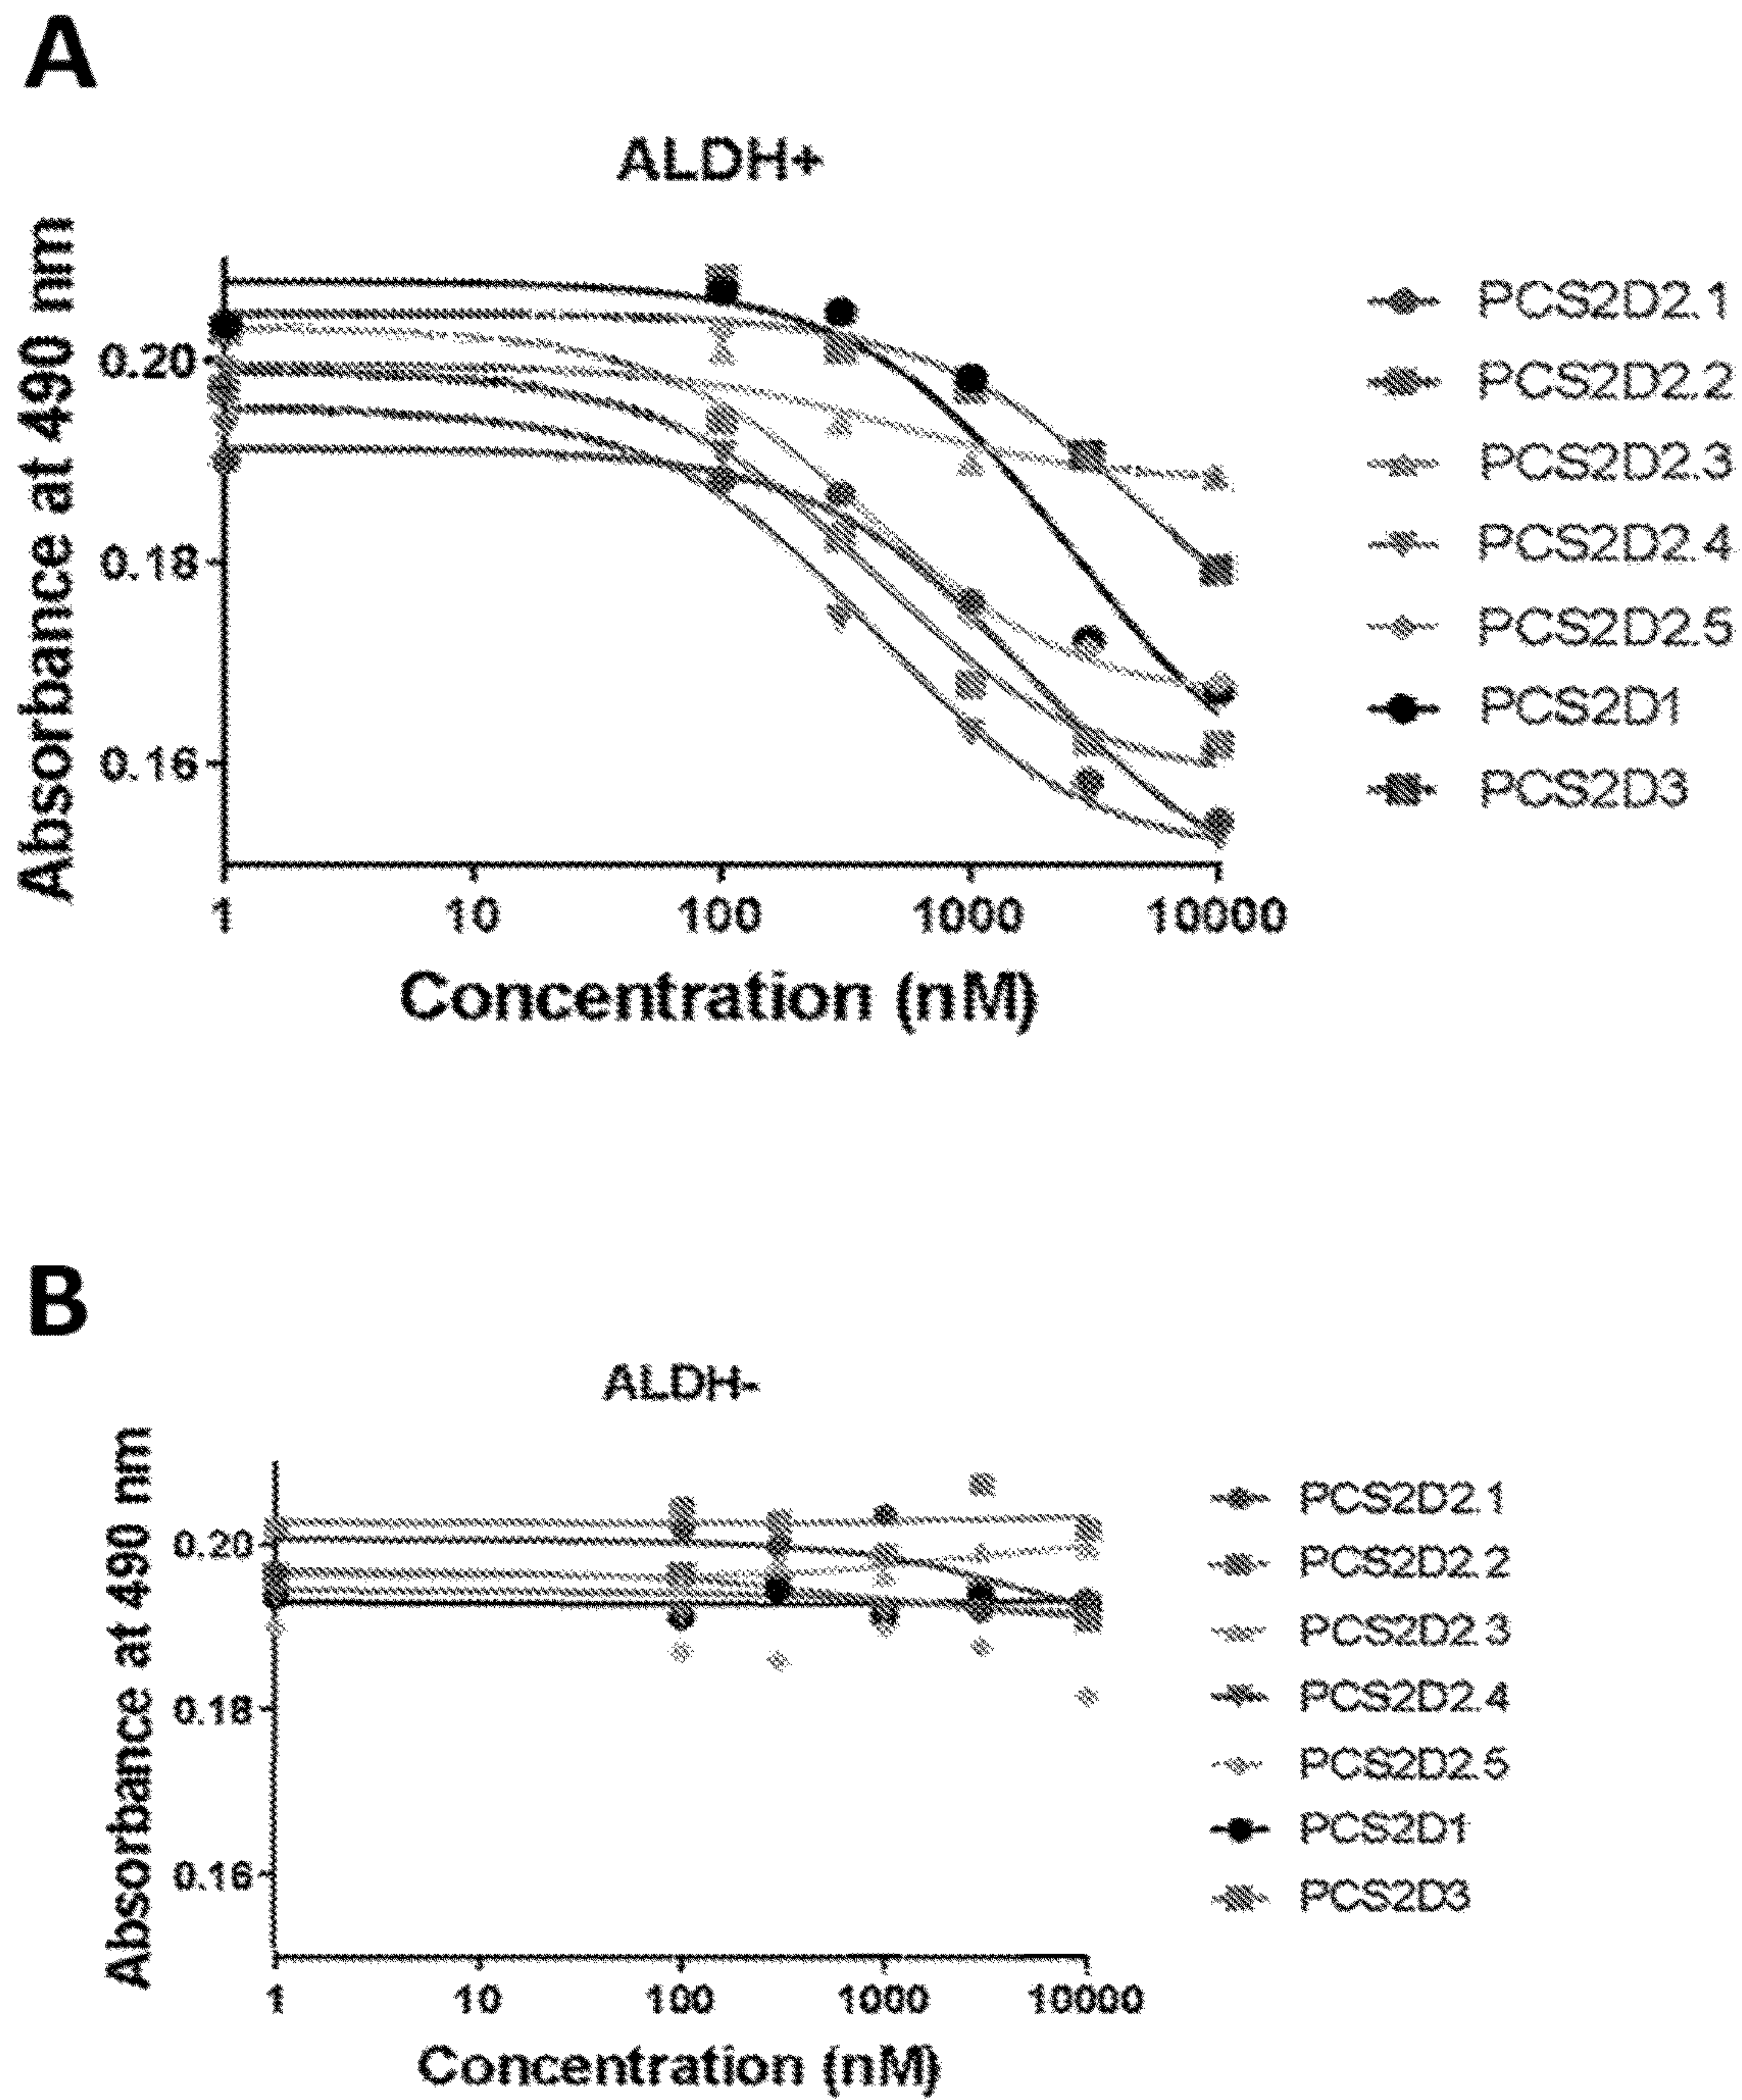 A
ALDH+
Absorbance at 490 nm
0.20
0.18
0.16
1 10 100 1000 10000
Concentration (nM)
PCS2D2.1
PCS2D2.2
PCS2D2.3
PCS2D2.4
PCS2D2.5
PCS2D1
PCS2D3
B
ALDH-
Absorbance at 490 nm
0.20
0.18
0.16
1 10 100 1000 10000
Concentration (nM)
PCS2D2.1
PCS2D2.2
PCS2D2.3
PCS2D2.4
PCS2D2.5
PCS2D1
PCS2D3